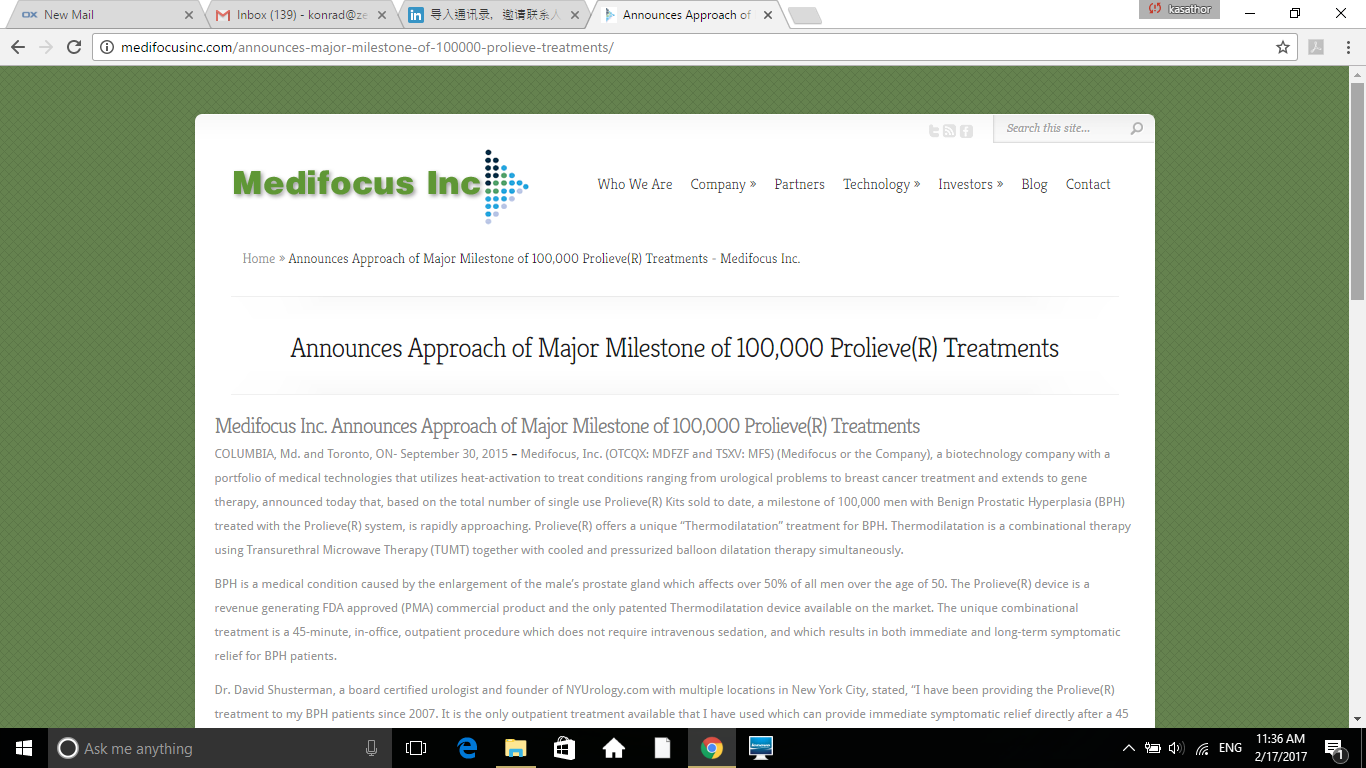 New Mail
Inbox (139) - konrad@ze
导入通讯录，邀请联系人
Announces Approach of
kasathor
medifocusinc.com/announces-major-milestone-of-100000-prolieve-treatments/
Search this site...
Medifocus Inc
Who We Are Company » Partners Technology » Investors » Blog Contact
Home » Announces Approach of Major Milestone of 100,000 Prolieve(R) Treatments - Medifocus Inc.
Announces Approach of Major Milestone of 100,000 Prolieve(R) Treatments
Medifocus Inc. Announces Approach of Major Milestone of 100,000 Prolieve(R) Treatments
COLUMBIA, Md. and Toronto, ON- September 30, 2015 – Medifocus, Inc. (OTCQX: MDFZF and TSXV: MFS) (Medifocus or the Company), a biotechnology company with a
portfolio of medical technologies that utilizes heat-activation to treat conditions ranging from urological problems to breast cancer treatment and extends to gene
therapy, announced today that, based on the total number of single use Prolieve(R) Kits sold to date, a milestone of 100,000 men with Benign Prostatic Hyperplasia (BPH)
treated with the Prolieve(R) system, is rapidly approaching. Prolieve(R) offers a unique “Thermodilatation” treatment for BPH. Thermodilatation is a combinational therapy
using Transurethral Microwave Therapy (TUMT) together with cooled and pressurized balloon dilatation therapy simultaneously.
BPH is a medical condition caused by the enlargement of the male’s prostate gland which affects over 50% of all men over the age of 50. The Prolieve(R) device is a
revenue generating FDA approved (PMA) commercial product and the only patented Thermodilatation device available on the market. The unique combinational
treatment is a 45-minute, in-office, outpatient procedure which does not require intravenous sedation, and which results in both immediate and long-term symptomatic
relief for BPH patients.
Dr. David Shusterman, a board certified urologist and founder of NYUrology.com with multiple locations in New York City, stated, “I have been providing the Prolieve(R)
treatment to my BPH patients since 2007. It is the only outpatient treatment available that I have used which can provide immediate symptomatic relief directly after a 45
Ask me anything
ENG
11:36 AM
2/17/2017
1